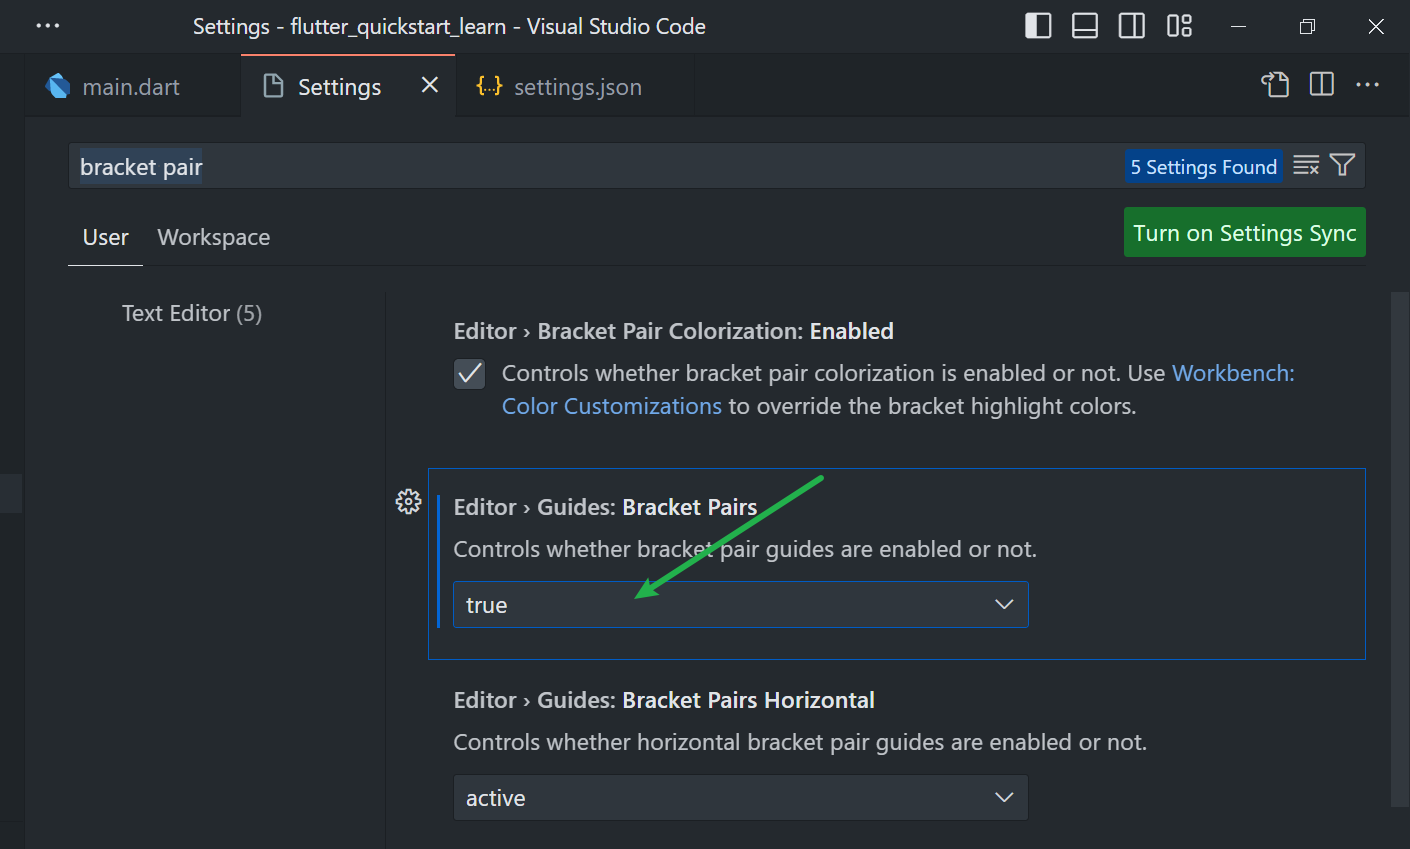 Settings - flutter_quickstart_learn - Visual Studio Code
main.dart
Settings
{..} settings.json
bracket pair
5 Settings Found
User
Workspace
Turn on Settings Sync
Text Editor (5)
Editor › Bracket Pair Colorization: Enabled
Controls whether bracket pair colorization is enabled or not. Use Workbench:
Color Customizations to override the bracket highlight colors.
Editor › Guides: Bracket Pairs
Controls whether bracket pair guides are enabled or not.
true
Editor › Guides: Bracket Pairs Horizontal
Controls whether horizontal bracket pair guides are enabled or not.
active